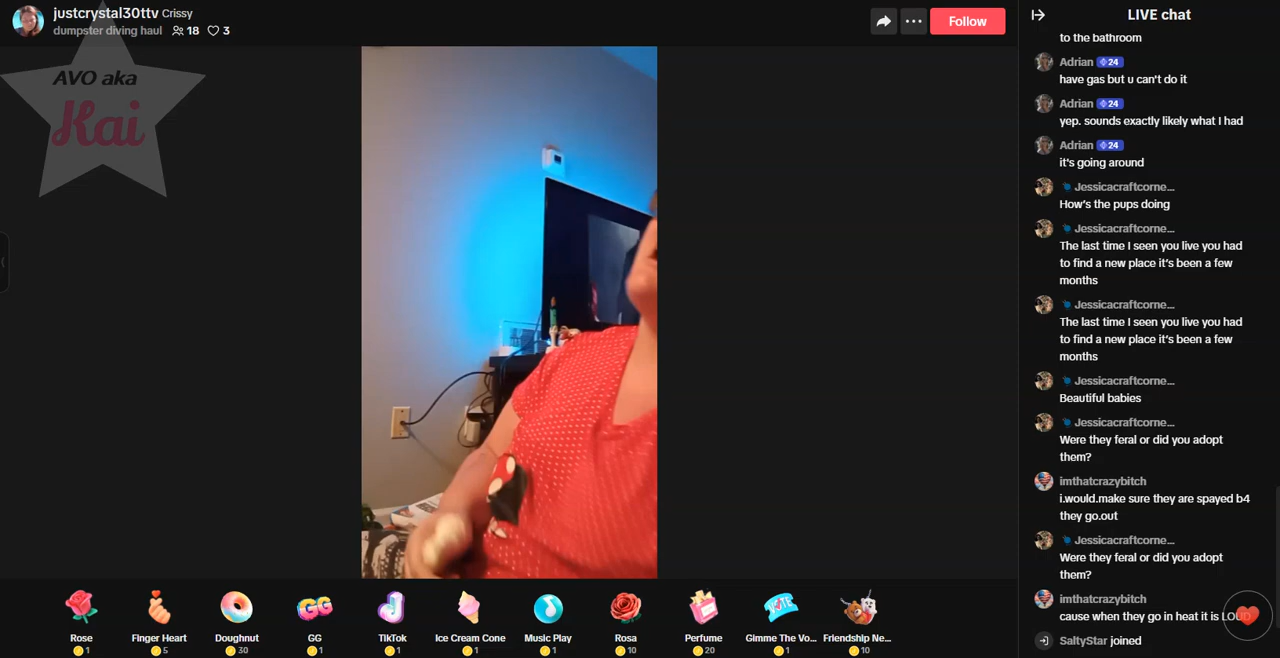 justcrystal30ttv Crissy
dumpster diving haul 18 3
Follow
AVO aka
Kai
LIVE chat
to the bathroom
Adrian 24
have gas but u can't do it
Adrian 24
yep. sounds exactly likely what I had
Adrian 24
it's going around
Jessicacraftcorne...
How's the pups doing
Jessicacraftcorne...
The last time I seen you live you had
to find a new place it's been a few
months
Jessicacraftcorne...
The last time I seen you live you had
to find a new place it's been a few
months
Jessicacraftcorne...
Beautiful babies
Jessicacraftcorne...
Were they feral or did you adopt
them?
imthatcrazybitch
i.would.make sure they are spayed b4
they go.out
Jessicacraftcorne...
Were they feral or did you adopt
them?
imthatcrazybitch
cause when they go in heat it is LOUD
SaltyStar joined
GG
VOTE
Rose Finger Heart Doughnut GG TikTok Ice Cream Cone Music Play Rosa Perfume Gimme The Vo... Friendship Ne...
1 5 30 1 1 1 1 10 20 1 10